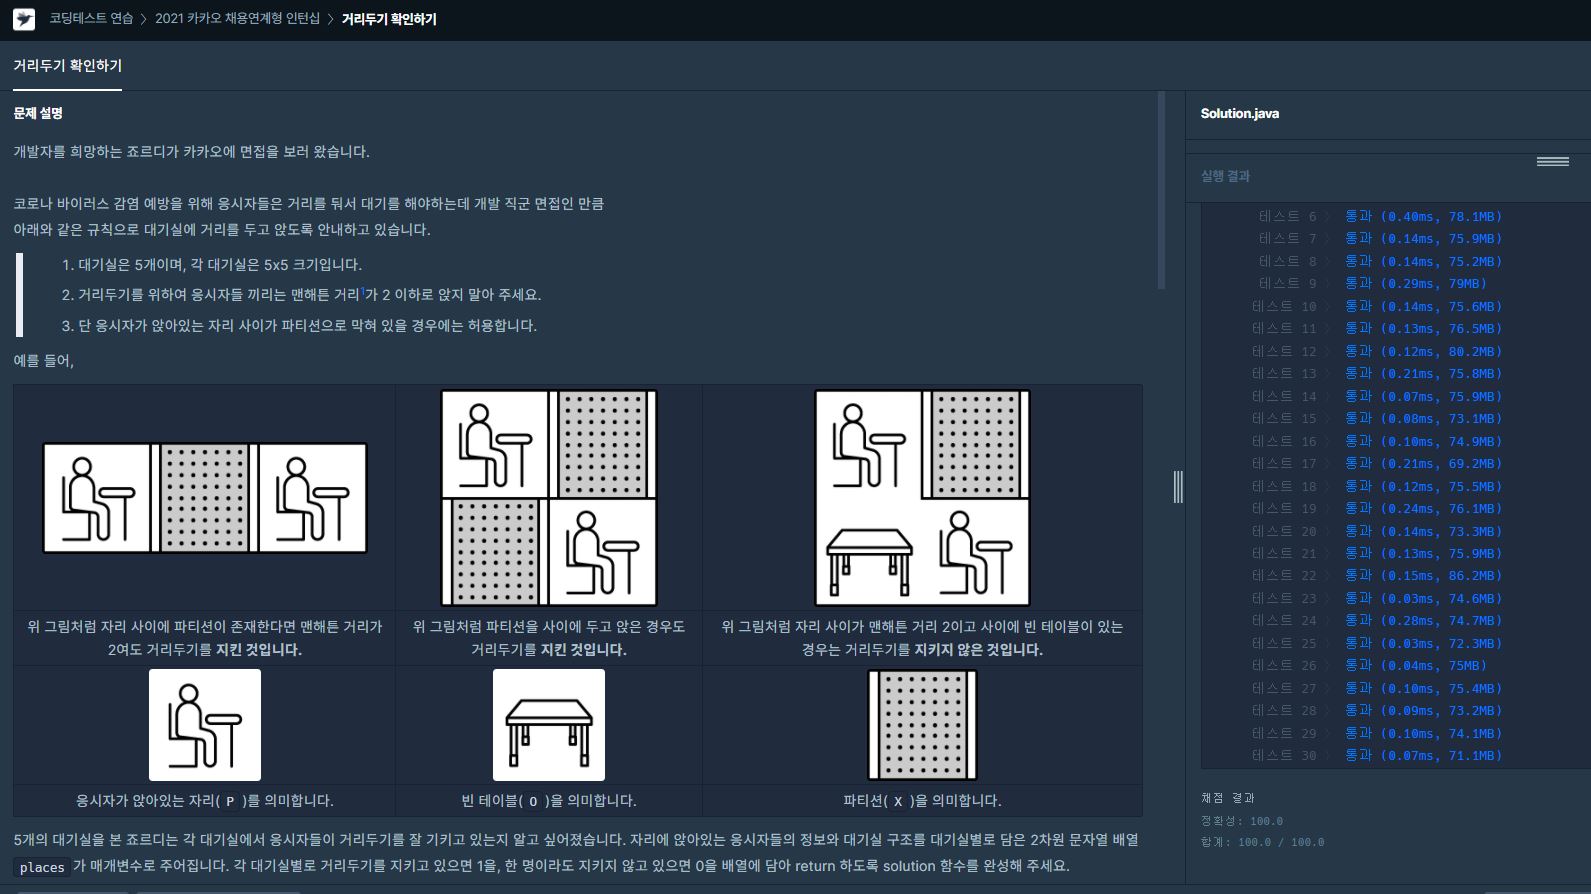 코딩테스트 연습 > 2021 카카오 채용연계형 인턴십 > 거리두기 확인하기
거리두기 확인하기
문제 설명
개발자를 희망하는 죠르디가 카카오에 면접을 보러 왔습니다.
코로나 바이러스 감염 예방을 위해 응시자들은 거리를 둬서 대기를 해야하는데 개발 직군 면접인 만큼
아래와 같은 규칙으로 대기실에 거리를 두고 앉도록 안내하고 있습니다.
1. 대기실은 5개이며, 각 대기실은 5x5 크기입니다.
2. 거리두기를 위하여 응시자들 끼리는 맨해튼 거리1가 2 이하로 앉지 말아 주세요.
3. 단 응시자가 앉아있는 자리 사이가 파티션으로 막혀 있을 경우에는 허용합니다.
예를 들어,
위 그림처럼 자리 사이에 파티션이 존재한다면 맨해튼 거리가
2여도 거리두기를 지킨 것입니다.
위 그림처럼 파티션을 사이에 두고 앉은 경우도
거리두기를 지킨 것입니다.
위 그림처럼 자리 사이가 맨해튼 거리 2이고 사이에 빈 테이블이 있는
경우는 거리두기를 지키지 않은 것입니다.
응시자가 앉아있는 자리( P )를 의미합니다.
빈 테이블( O )을 의미합니다.
파티션( X )을 의미합니다.
5개의 대기실을 본 죠르디는 각 대기실에서 응시자들이 거리두기를 잘 기키고 있는지 알고 싶어졌습니다. 자리에 앉아있는 응시자들의 정보와 대기실 구조를 대기실별로 담은 2차원 문자열 배열
places 가 매개변수로 주어집니다. 각 대기실별로 거리두기를 지키고 있으면 1을, 한 명이라도 지키지 않고 있으면 0을 배열에 담아 return 하도록 solution 함수를 완성해 주세요.
Solution.java
실행 결과
테스트 6 > 통과 (0.40ms, 78.1MB)
테스트 7 > 통과 (0.14ms, 75.9MB)
테스트 8 > 통과 (0.14ms, 75.2MB)
테스트 9 > 통과 (0.29ms, 79MB)
테스트 10 > 통과 (0.14ms, 75.6MB)
테스트 11 > 통과 (0.13ms, 76.5MB)
테스트 12 > 통과 (0.12ms, 80.2MB)
테스트 13 > 통과 (0.21ms, 75.8MB)
테스트 14 > 통과 (0.07ms, 75.9MB)
테스트 15 > 통과 (0.08ms, 73.1MB)
테스트 16 > 통과 (0.10ms, 74.9MB)
테스트 17 > 통과 (0.21ms, 69.2MB)
테스트 18 > 통과 (0.12ms, 75.5MB)
테스트 19 > 통과 (0.24ms, 76.1MB)
테스트 20 > 통과 (0.14ms, 73.3MB)
테스트 21 > 통과 (0.13ms, 75.9MB)
테스트 22 > 통과 (0.15ms, 86.2MB)
테스트 23 > 통과 (0.03ms, 74.6MB)
테스트 24 > 통과 (0.28ms, 74.7MB)
테스트 25 > 통과 (0.03ms, 72.3MB)
테스트 26 > 통과 (0.04ms, 75MB)
테스트 27 > 통과 (0.10ms, 75.4MB)
테스트 28 > 통과 (0.09ms, 73.2MB)
테스트 29 > 통과 (0.10ms, 74.1MB)
테스트 30 > 통과 (0.07ms, 71.1MB)
채점 결과
정확성: 100.0
합계: 100.0 / 100.0